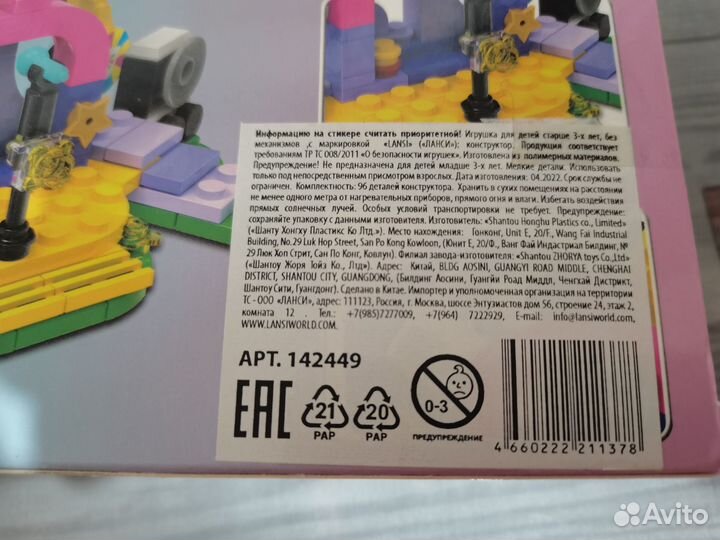 Информацию на стикере считать приоритетной! Игрушка для детей старше 3-х лет, без
механизмов ,с маркировкой «LANSI» («ЛАНСИ»): конструктор. Продукция соответствует
требованиям ТР ТС 008/2011 «О безопасности игрушек». Изготовлена из полимерных материалов.
Предупреждение! Не предназначена для детей младше 3-х лет. Мелкие детали. Использовать
только под непосредственным присмотром взрослых. Дата изготовления: 04.2022. Срок службы не
ограничен. Комплектность: 96 деталей конструктора. Хранить в сухих помещениях на расстоянии
не менее одного метра от нагревательных приборов, прямого огня и влаги. Избегать воздействия
прямых солнечных лучей. Особых условий транспортировки не требует. Предупреждение:
сохраняйте упаковку с данными изготовителя. Изготовитель: «Shantou Honghu Plastics co., Limited»
(«Шанту Хонгху Пластикс Ко Лтд.»). Место нахождения: Гонконг, Unit E, 20/F., Wang Fai Industrial
Building, No.29 Luk Hop Street, San Po Kong Kowloon, (Юнит Е, 20/Ф., Ванг Фай Индастриал Билдинг, №
29 Люк Хоп Стрит, Сан По Конг, Ковлун). Филиал завода-изготовителя: «Shantou ZHORYA toys Co.,Ltd»
(«Шантоу Жоря Тойз Ко., Лтд»). Адрес: Китай, BLDG AOSINI, GUANGYI ROAD MIDDLE, CHENGHAI
DISTRICT, SHANTOU CITY, GUANGDONG, (Билдинг Аосини, Гуангйи Роад Миддл, Ченгхай Дистрикт,
Шантоу Сити, Гуангдонг). Сделано в Китае. Импортер и уполномоченная организация на территории
ТС - ООО «ЛАНСИ», адрес: 111123, Россия, г. Москва, шоссе Энтузиастов дом 56, строение 24, этаж 2,
комната 12 . Тел.: +7(985)7277009, +7(964) 7222929, E-mail: info@lansiworld.com,
WWW.LANSIWORLD.COM
АРТ. 142449
EAC
21
PAP
20
PAP
0-3
ПРЕДУПРЕЖДЕНИЕ
4 660222 211378
Avito